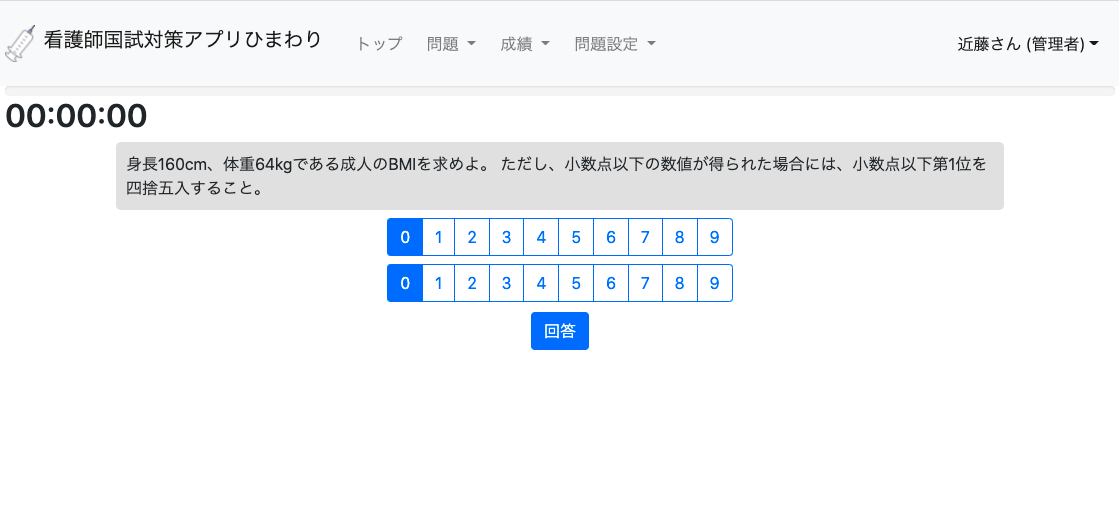 看護師国試対策アプリひまわり トップ 問題 成績 問題設定 近藤さん (管理者)
00:00:00
身長160cm、体重64kgである成人のBMIを求めよ。 ただし、小数点以下の数値が得られた場合には、小数点以下第1位を
四捨五入すること。
0 1 2 3 4 5 6 7 8 9
0 1 2 3 4 5 6 7 8 9
回答